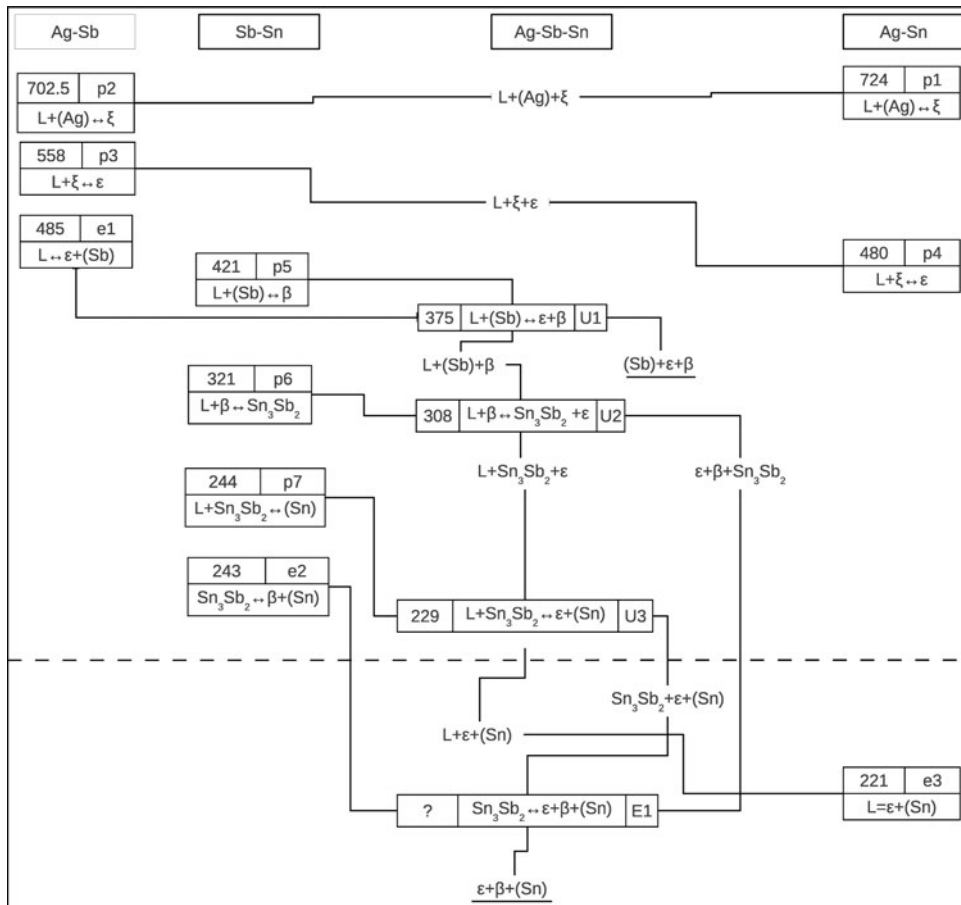 Ag-Sb
Sb-Sn
Ag-Sb-Sn
Ag-Sn
702.5 p2
L+(Ag)↔ξ
L+(Ag)+ξ
724 p1
L+(Ag)↔ξ
558 p3
L+ξ↔ε
L+ξ+ε
485 e1
L↔ε+(Sb)
421 p5
L+(Sb)↔β
480 p4
L+ξ↔ε
375 L+(Sb)↔ε+β U1
L+(Sb)+β
(Sb)+ε+β
321 p6
L+β↔Sn₃Sb₂
308 L+β↔Sn₃Sb₂ +ε U2
L+Sn₃Sb₂+ε
ε+β+Sn₃Sb₂
244 p7
L+Sn₃Sb₂↔(Sn)
243 e2
Sn₃Sb₂↔β+(Sn)
229 L+Sn₃Sb₂↔ε+(Sn) U3
Sn₃Sb₂+ε+(Sn)
L+ε+(Sn)
221 e3
L=ε+(Sn)
? Sn₃Sb₂↔ε+β+(Sn) E1
ε+β+(Sn)